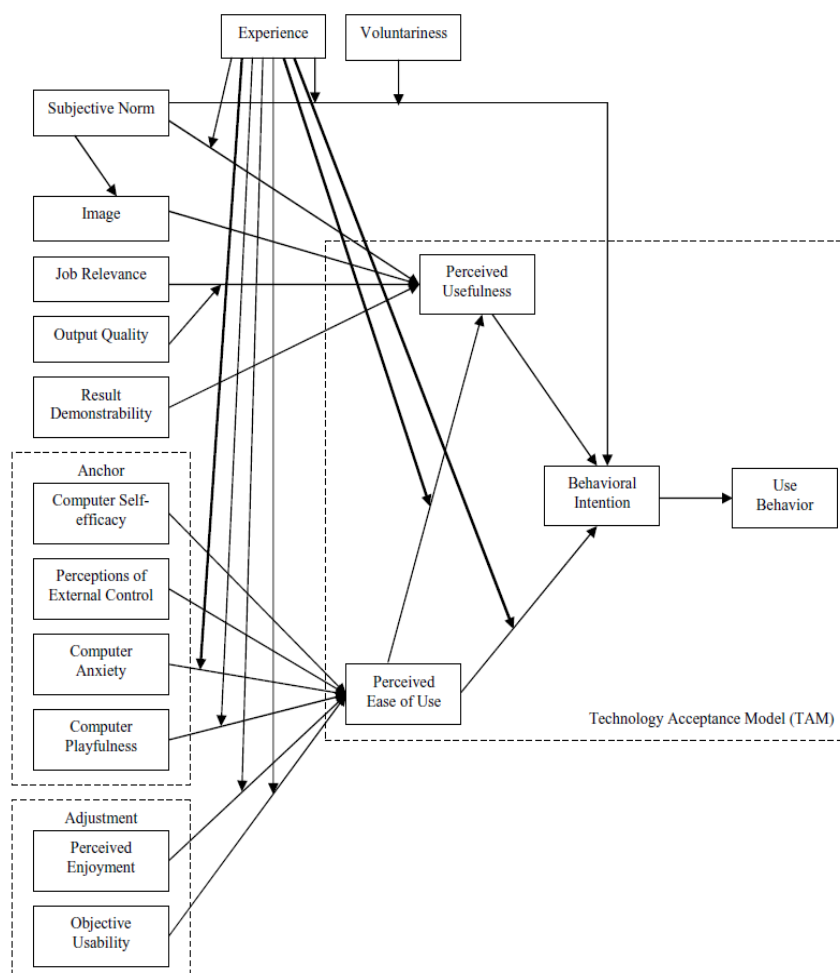 Experience
Voluntariness
Subjective Norm
Image
Job Relevance
Output Quality
Result
Demonstrability
Perceived
Usefulness
Anchor
Computer Self-
efficacy
Perceptions of
External Control
Computer
Anxiety
Computer
Playfulness
Behavioral
Intention
Use
Behavior
Perceived
Ease of Use
Technology Acceptance Model (TAM)
Adjustment
Perceived
Enjoyment
Objective
Usability